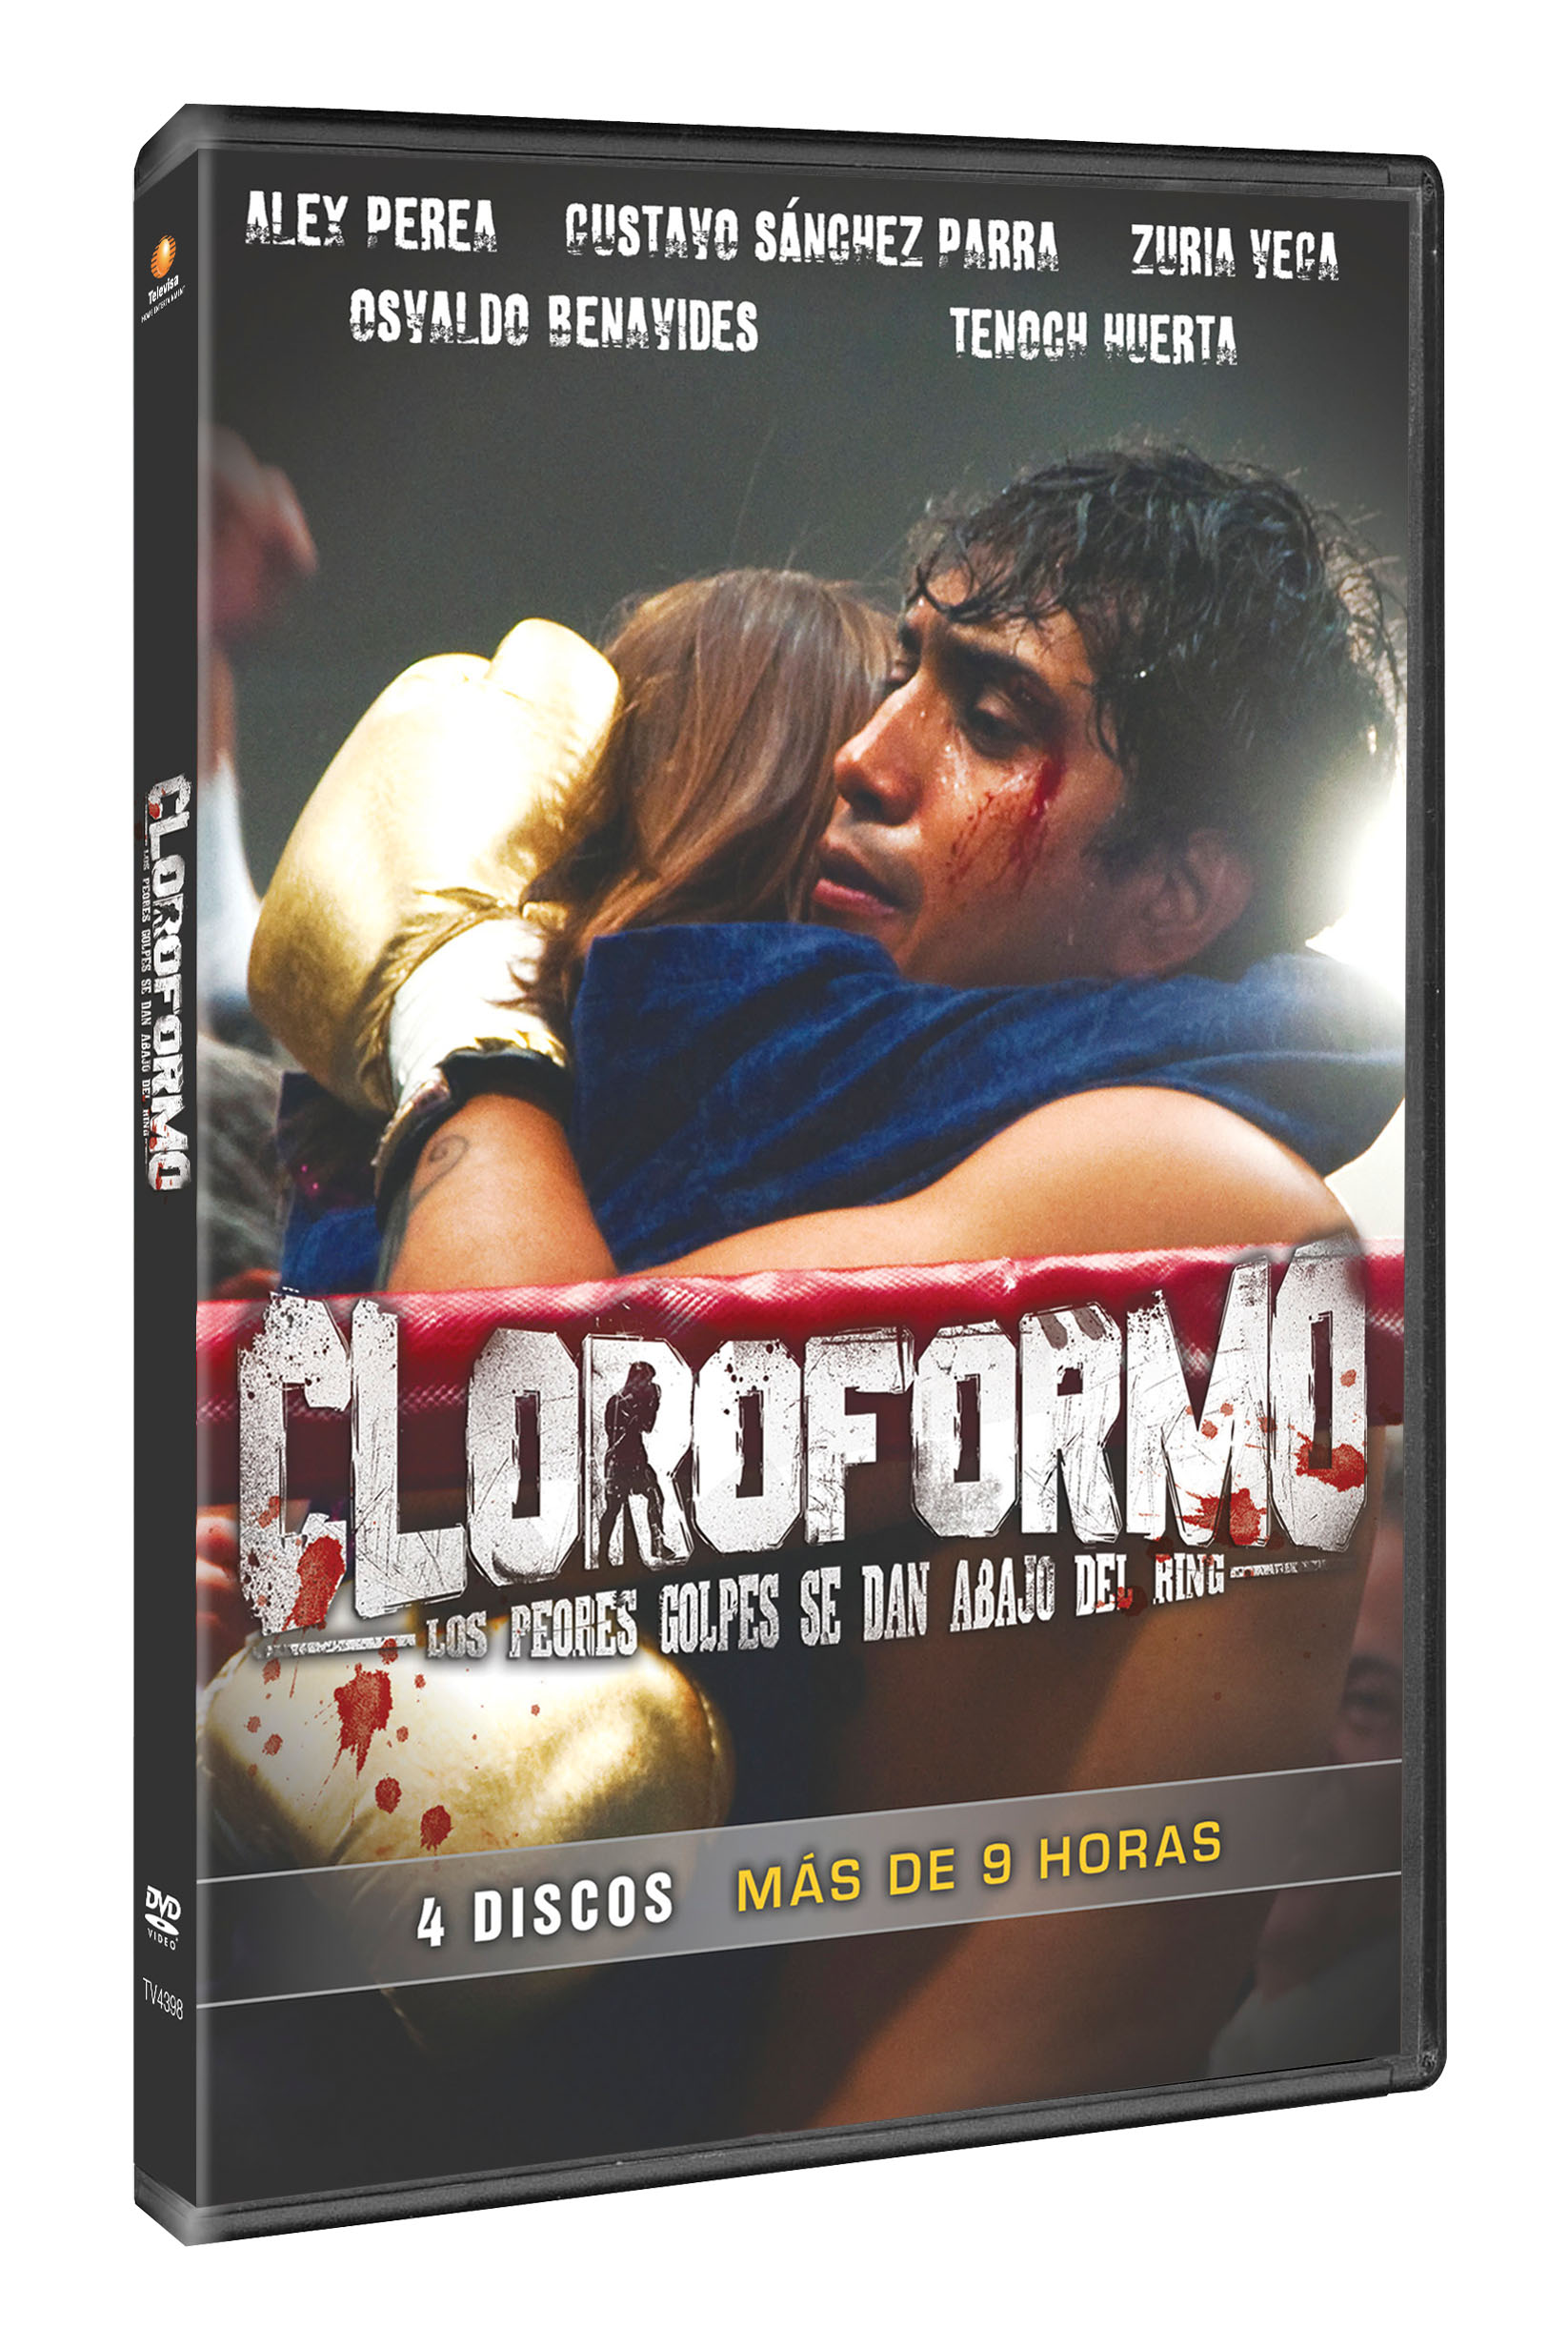 ALEX PEREA GUSTAVO SÁNCHEZ PARRA ZURIA VEGA
OSVALDO BENAVIDES TENOCH HUERTA
CLOROFORMO
LOS PEORES GOLPES SE DAN ABAJO DEL RING
4 DISCOS MÁS DE 9 HORAS
Televisa
HOME ENTERTAINMENT
CLOROFORMO
LOS PEORES GOLPES SE DAN ABAJO DEL RING
DVD
VIDEO
TV4398